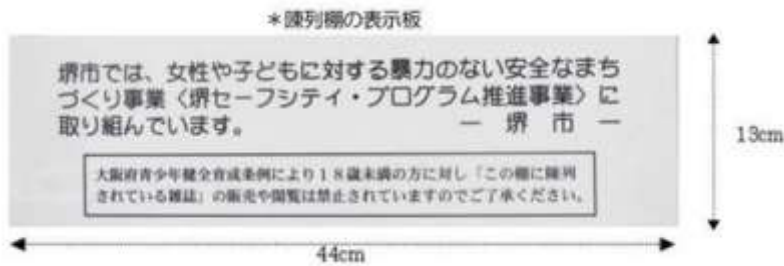 ＊陳列棚の表示板
堺市では、女性や子どもに対する暴力のない安全なまち
づくり事業〈堺セーフシティ・プログラム推進事業〉に
取り組んでいます。　　　　　― 堺　市 ―
大阪府青少年健全育成条例により１８歳未満の方に対し「この棚に陳列
されている雑誌」の販売や閲覧は禁止されていますのでご了承ください。
13cm
44cm